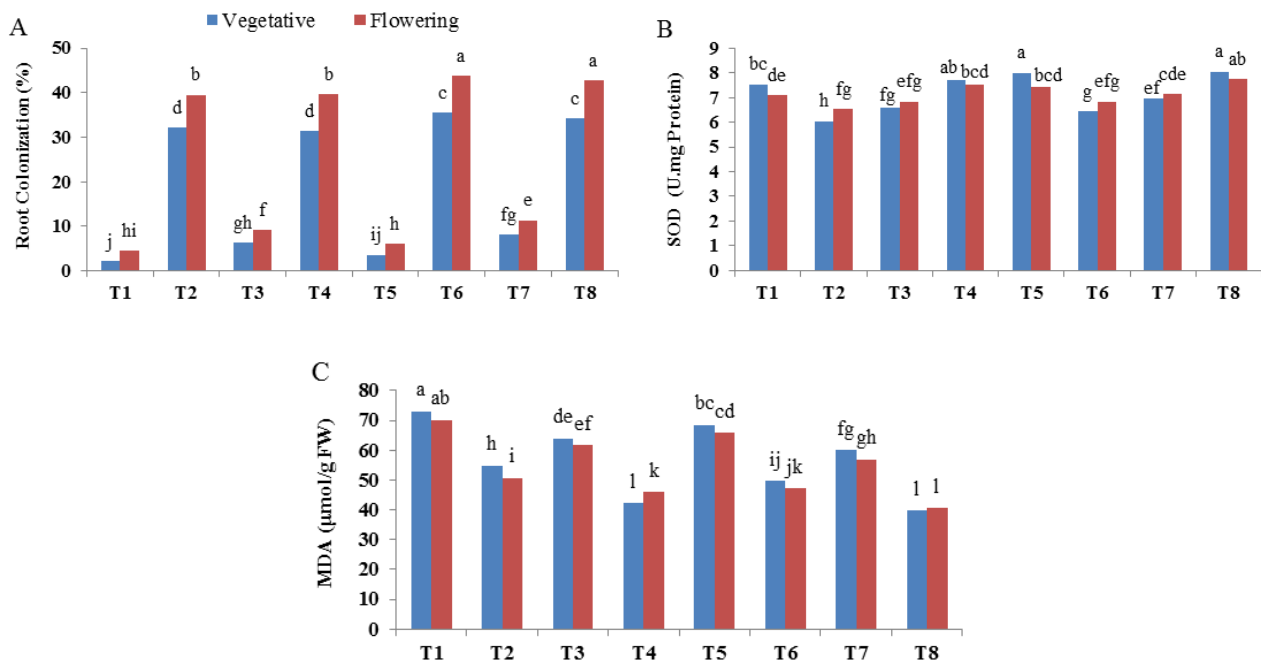 A
Vegetative Flowering
Root Colonization (%)
50
40
30
20
10
0
j hi d b gh f d b ij h c a fg e c a
T1 T2 T3 T4 T5 T6 T7 T8
B
SOD (U.mg Protein)
9
8
7
6
5
4
3
2
1
0
bc de h fg fg efg ab bcd a bcd g efg ef cde a ab
T1 T2 T3 T4 T5 T6 T7 T8
C
MDA (µmol/g FW)
80
70
60
50
40
30
20
10
0
a ab h i de ef l k bc cd ij jk fg gh l l
T1 T2 T3 T4 T5 T6 T7 T8